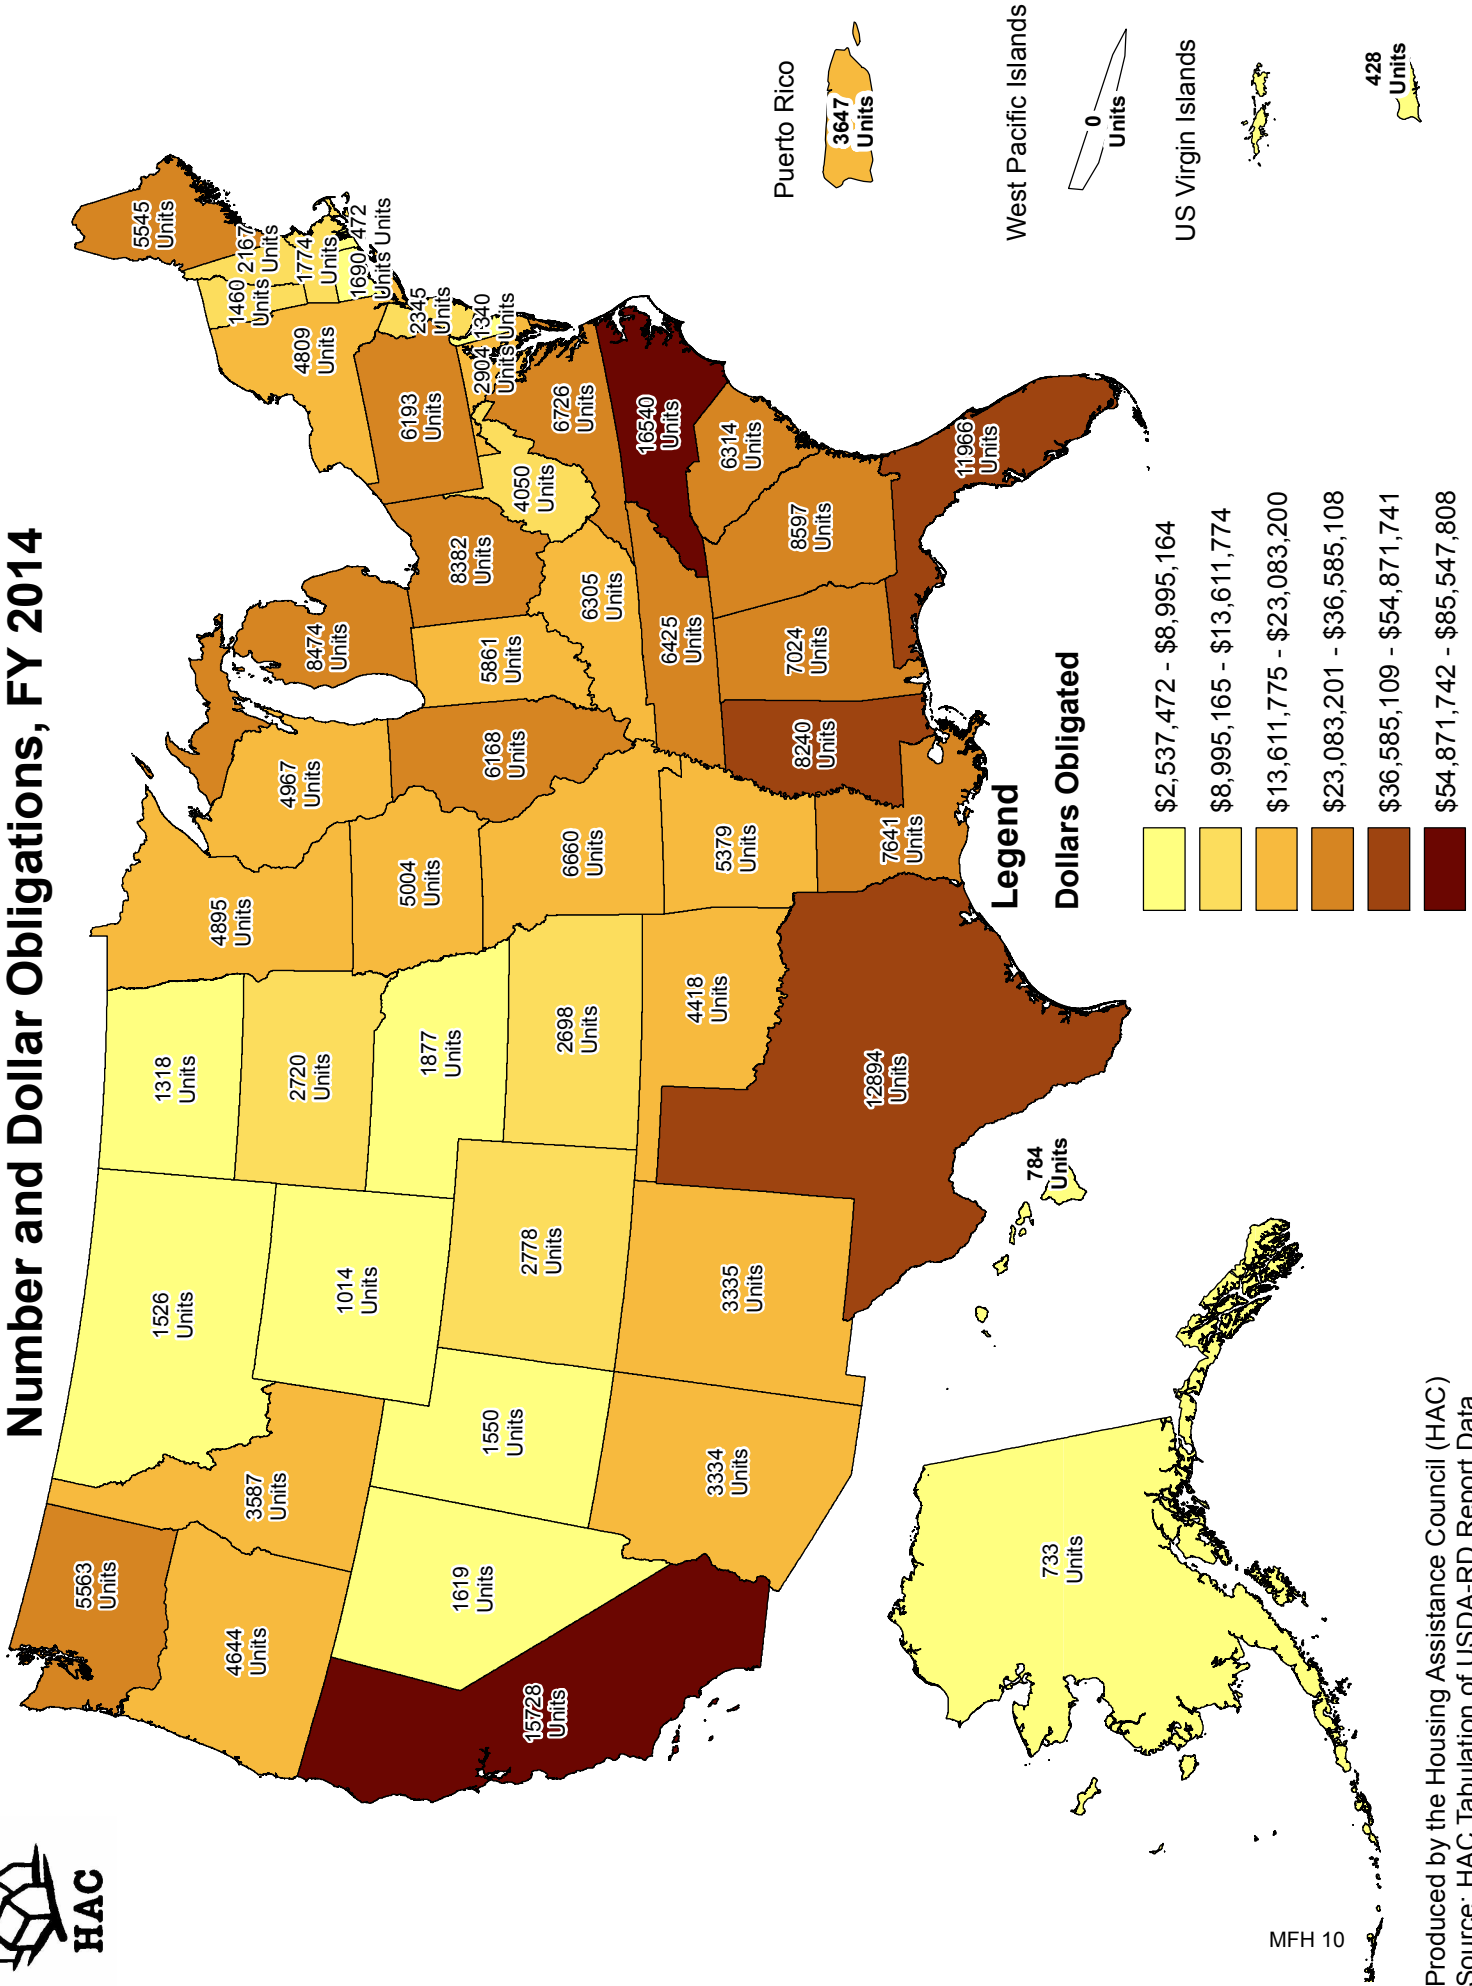 HAC
Number and Dollar Obligations, FY 2014
5563
Units
4644
Units
3587
Units
1526
Units
1318
Units
4895
Units
4967
Units
8474
Units
2720
Units
1014
Units
1877
Units
5004
Units
6168
Units
5861
Units
8382
Units
6193
Units
4809
Units
1460
Units
2167
Units
5545
Units
1774
Units
1690
Units
472
Units
2345
Units
1340
Units
2904
Units
4050
Units
6726
Units
6305
Units
6425
Units
16540
Units
6314
Units
8597
Units
7024
Units
8240
Units
11966
Units
7641
Units
5379
Units
6660
Units
2698
Units
4418
Units
12894
Units
2778
Units
3335
Units
1550
Units
3334
Units
1619
Units
15728
Units
733
Units
784
Units
Puerto Rico
3647
Units
West Pacific Islands
0
Units
US Virgin Islands
428
Units
Legend
Dollars Obligated
$2,537,472 - $8,995,164
$8,995,165 - $13,611,774
$13,611,775 - $23,083,200
$23,083,201 - $36,585,108
$36,585,109 - $54,871,741
$54,871,742 - $85,547,808
Produced by the Housing Assistance Council (HAC)
Source: HAC Tabulation of USDA-RD Report Data
MFH 10